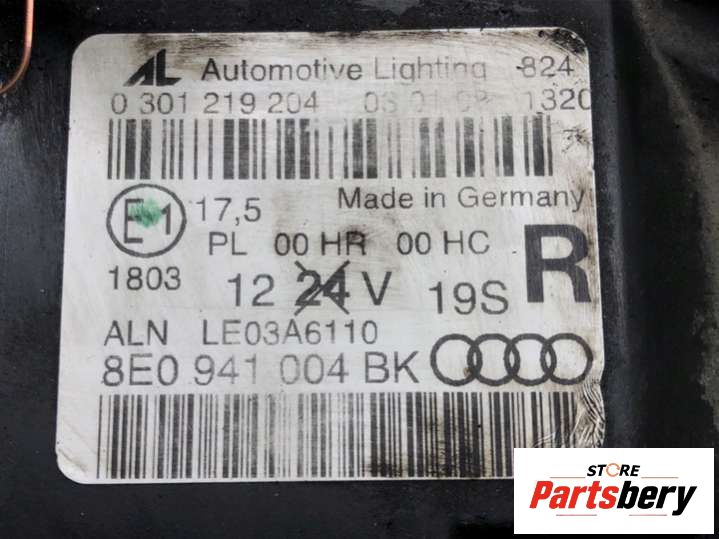 AL Automotive Lighting 824
0 301 219 204 1320
E1 17,5 Made in Germany
PL 00 HR 00 HC R
1803 12 24 V 19S
ALN LE03A6110
8E0 941 004 BK
STORE
Partsbery